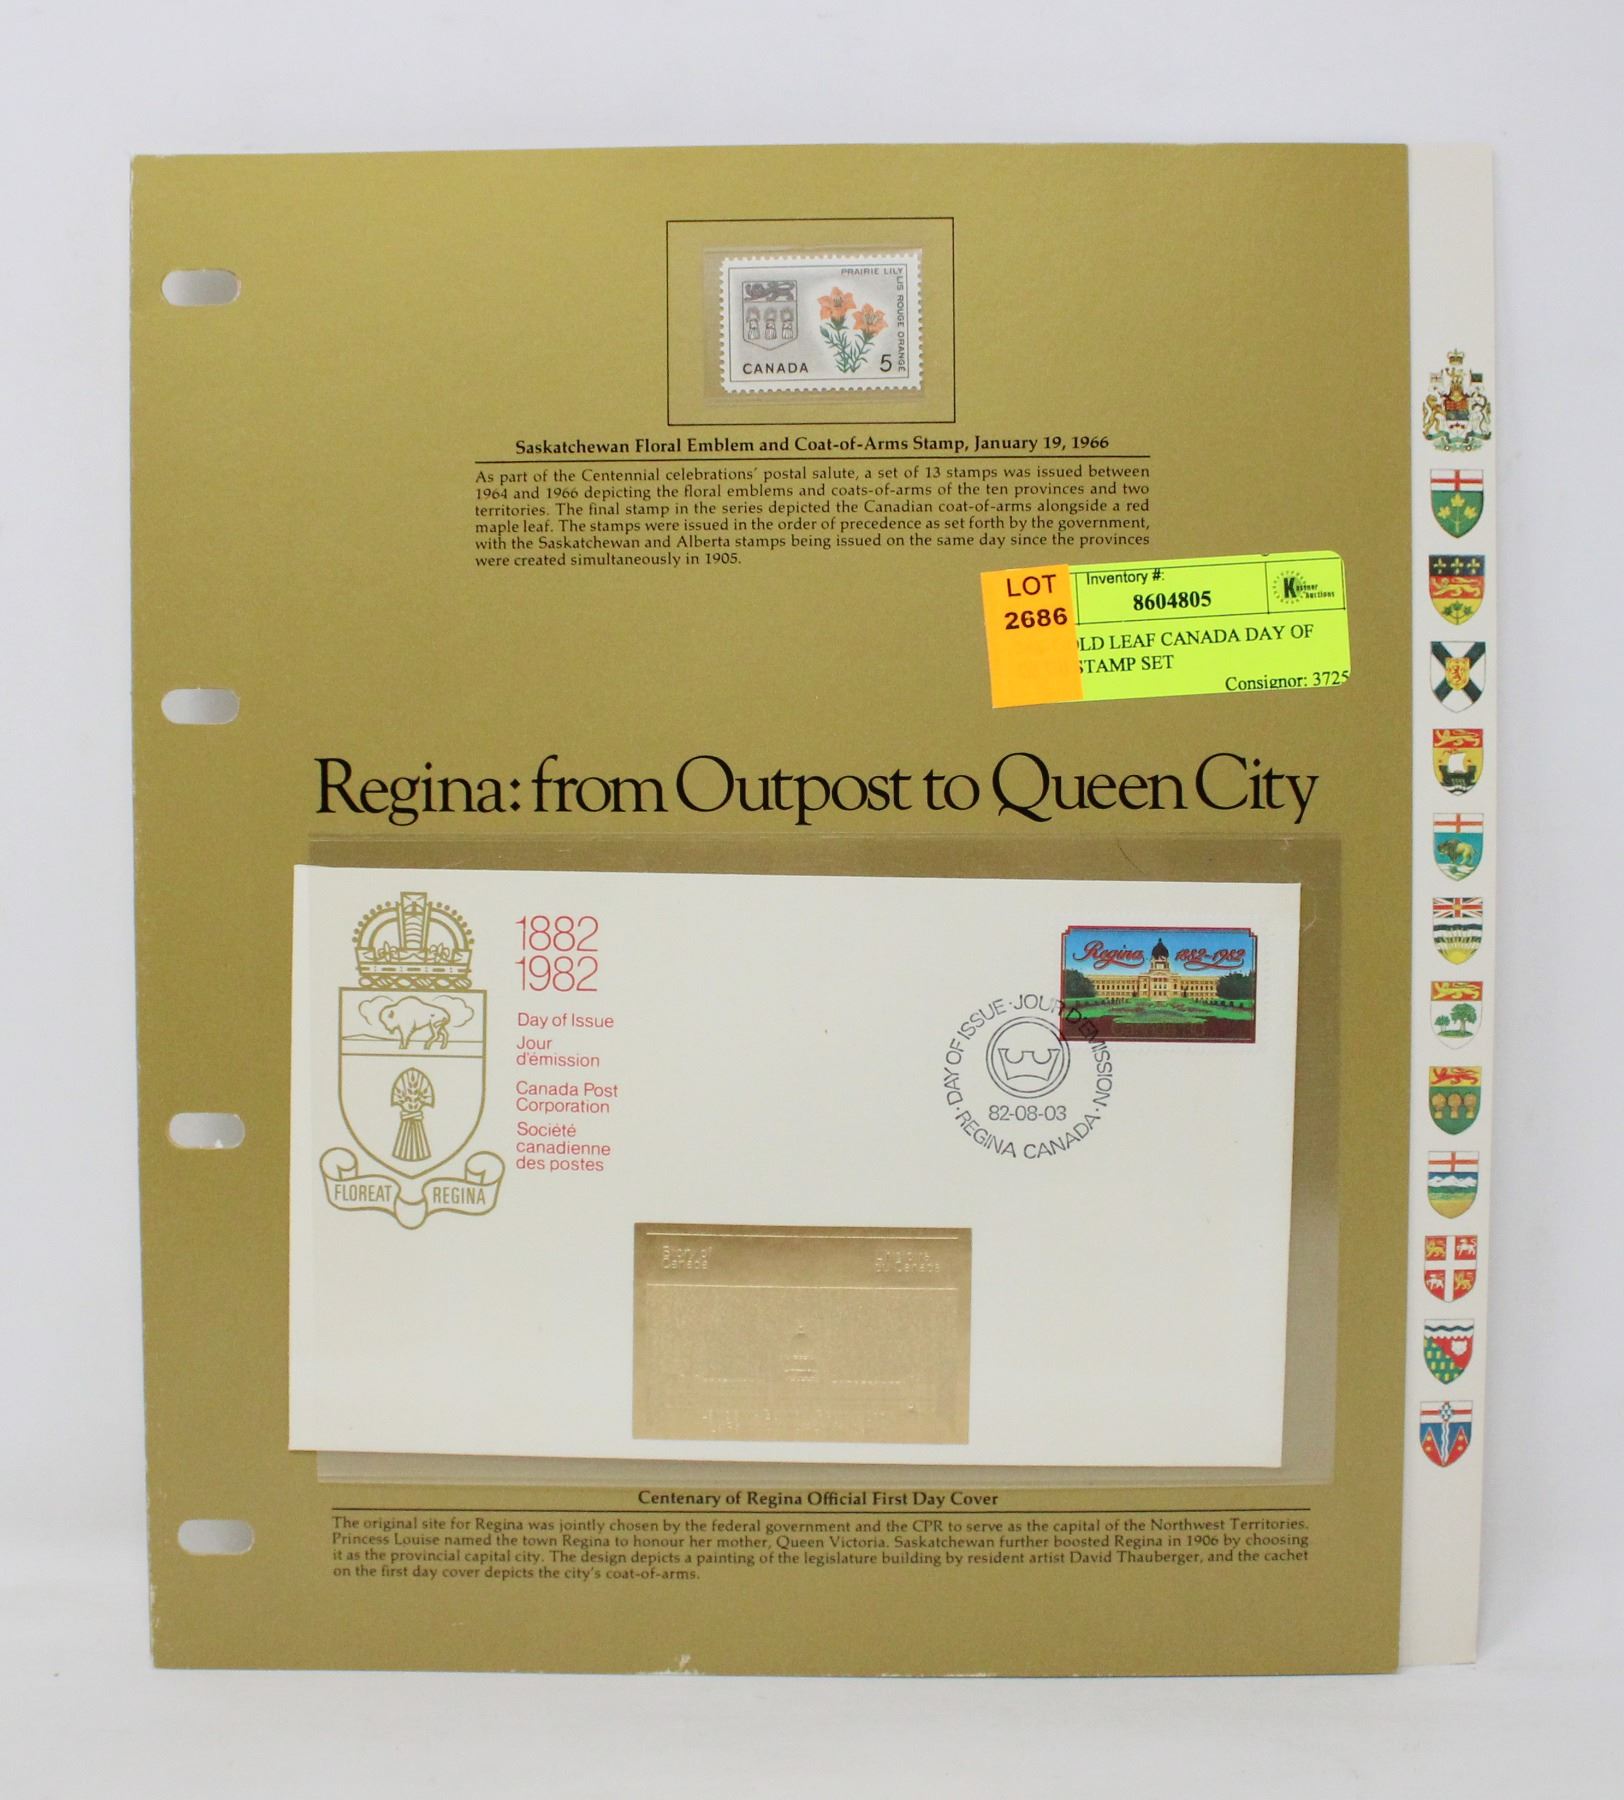 PRAIRIE LILY
LIS ROUGE ORANGÉ
CANADA 5
Saskatchewan Floral Emblem and Coat-of-Arms Stamp, January 19, 1966
As part of the Centennial celebrations' postal salute, a set of 13 stamps was issued between
1964 and 1966 depicting the floral emblems and coats-of-arms of the ten provinces and two
territories. The final stamp in the series depicted the Canadian coat-of-arms alongside a red
maple leaf. The stamps were issued in the order of precedence as set forth by the government,
with the Saskatchewan and Alberta stamps being issued on the same day since the provinces
were created simultaneously in 1905.
LOT
2686
Inventory #:
8604805
Kastner
Auctions
OLD LEAF CANADA DAY OF
STAMP SET
Consignor: 3725
Regina: from Outpost to Queen City
1882
1982
Day of Issue
Jour
d'émission
Canada Post
Corporation
Société
canadienne
des postes
FLOREAT REGINA
Regina 1882-1982
DAY OF ISSUE · JOUR D'ÉMISSION
82-08-03
REGINA CANADA
Story of
Canada
L'histoire
du Canada
Centenary of Regina Official First Day Cover
The original site for Regina was jointly chosen by the federal government and the CPR to serve as the capital of the Northwest Territories.
Princess Louise named the town Regina to honour her mother, Queen Victoria. Saskatchewan further boosted Regina in 1906 by choosing
it as the provincial capital city. The design depicts a painting of the legislature building by resident artist David Thauberger, and the cachet
on the first day cover depicts the city's coat-of-arms.